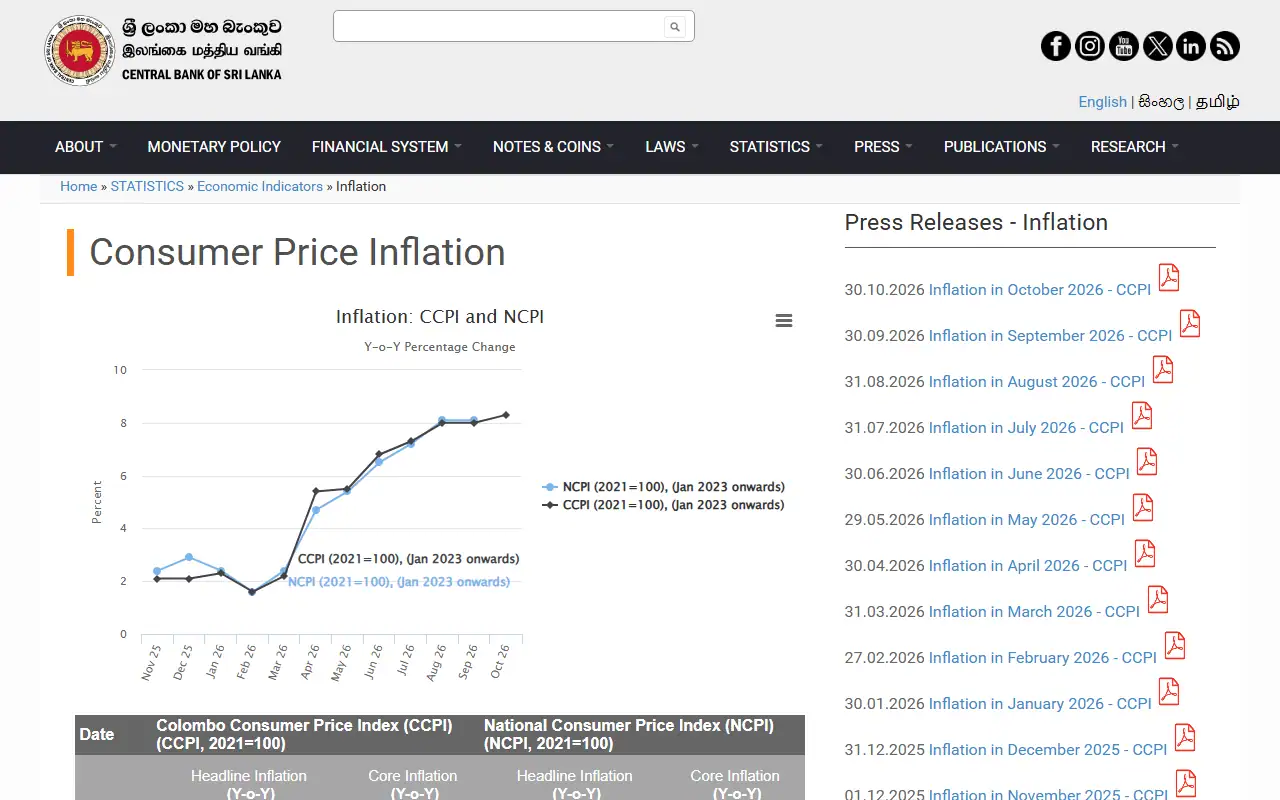 ශ්‍රී ලංකා මහ බැංකුව
இலங்கை மத்திய வங்கி
CENTRAL BANK OF SRI LANKA
English | සිංහල | தமிழ்
ABOUT MONETARY POLICY FINANCIAL SYSTEM NOTES & COINS LAWS STATISTICS PRESS PUBLICATIONS RESEARCH
Home » STATISTICS » Economic Indicators » Inflation
Consumer Price Inflation
Inflation: CCPI and NCPI
Y-o-Y Percentage Change
Percent
10
8
6
4
2
0
CCPI (2021=100), (Jan 2023 onwards)
NCPI (2021=100), (Jan 2023 onwards)
Nov 25 Dec 25 Jan 26 Feb 26 Mar 26 Apr 26 May 26 Jun 26 Jul 26 Aug 26 Sep 26 Oct 26
NCPI (2021=100), (Jan 2023 onwards)
CCPI (2021=100), (Jan 2023 onwards)
Date
Colombo Consumer Price Index (CCPI)
(CCPI, 2021=100)
National Consumer Price Index (NCPI)
(NCPI, 2021=100)
Headline Inflation
(Y-o-Y)
Core Inflation
(Y-o-Y)
Headline Inflation
(Y-o-Y)
Core Inflation
(Y-o-Y)
Press Releases - Inflation
30.10.2026 Inflation in October 2026 - CCPI
30.09.2026 Inflation in September 2026 - CCPI
31.08.2026 Inflation in August 2026 - CCPI
31.07.2026 Inflation in July 2026 - CCPI
30.06.2026 Inflation in June 2026 - CCPI
29.05.2026 Inflation in May 2026 - CCPI
30.04.2026 Inflation in April 2026 - CCPI
31.03.2026 Inflation in March 2026 - CCPI
27.02.2026 Inflation in February 2026 - CCPI
30.01.2026 Inflation in January 2026 - CCPI
31.12.2025 Inflation in December 2025 - CCPI
01.12.2025 Inflation in November 2025 - CCPI